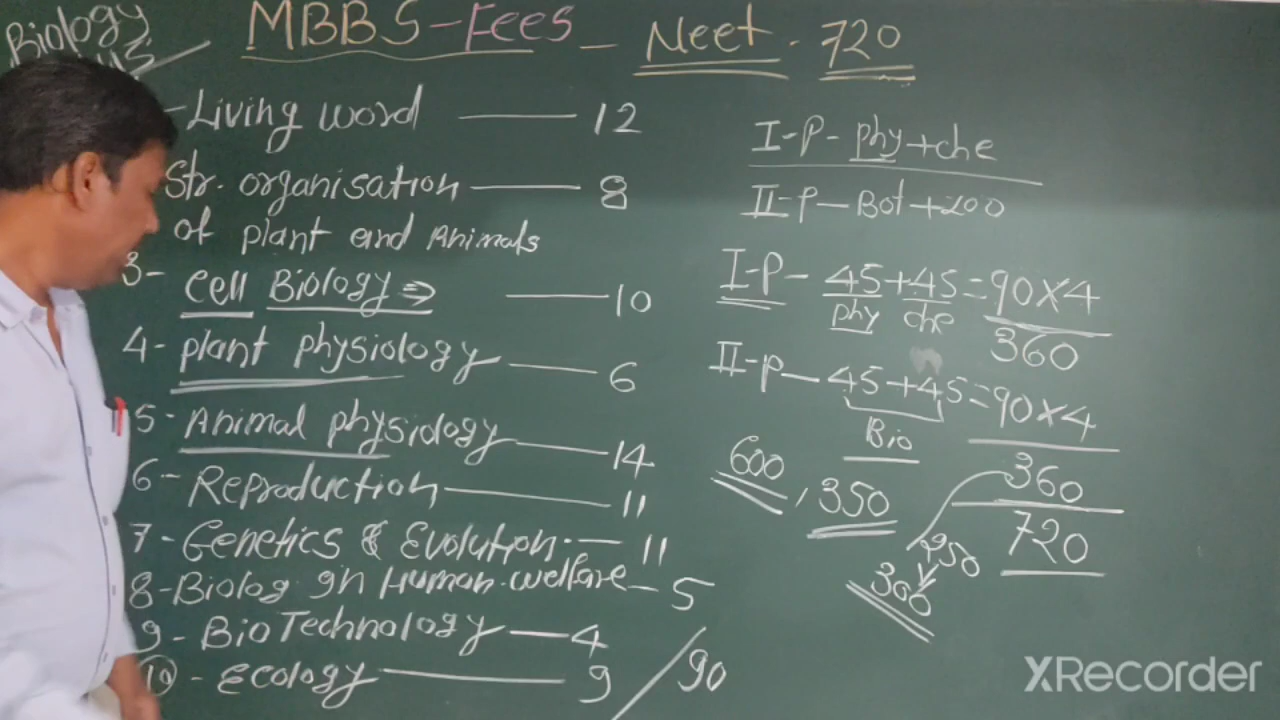 Biology
MBBS - Fees - Neet - 720
- Living word — 12
Str. organisation — 8
of plant and Animals
3 - Cell Biology ⇒ — 10
4 - plant physiology — 6
5 - Animal physiology — 14
6 - Reproduction — 11
7 - Genetics & Evolution. — 11
8 - Biolog in Human welfare — 5
9 - BioTechnology — 4
10 - Ecology — 9
/90
I - P - phy + che
II - P - Bot + zoo
I - P - 45 + 45 = 90 x 4
phy che 360
II - P - 45 + 45 = 90 x 4
Bio
600 , 350
360
720
250
300
XRecorder